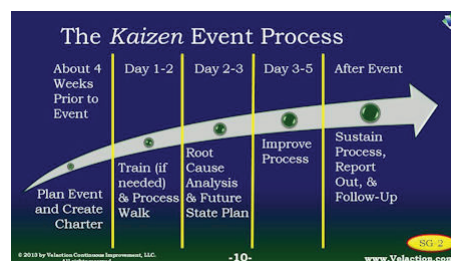 The Kaizen Event Process
About 4
Weeks
Prior to
Event
Plan Event
and Create
Charter
Day 1-2
Train (if
needed)
& Process
Walk
Day 2-3
Root
Cause
Analysis
& Future
State Plan
Day 3-5
Improve
Process
After Event
Sustain
Process,
Report
Out, &
Follow-Up
SG-2
© 2013 by Velaction Continuous Improvement, LLC.
All rights reserved.
-10-
www.Velaction.com